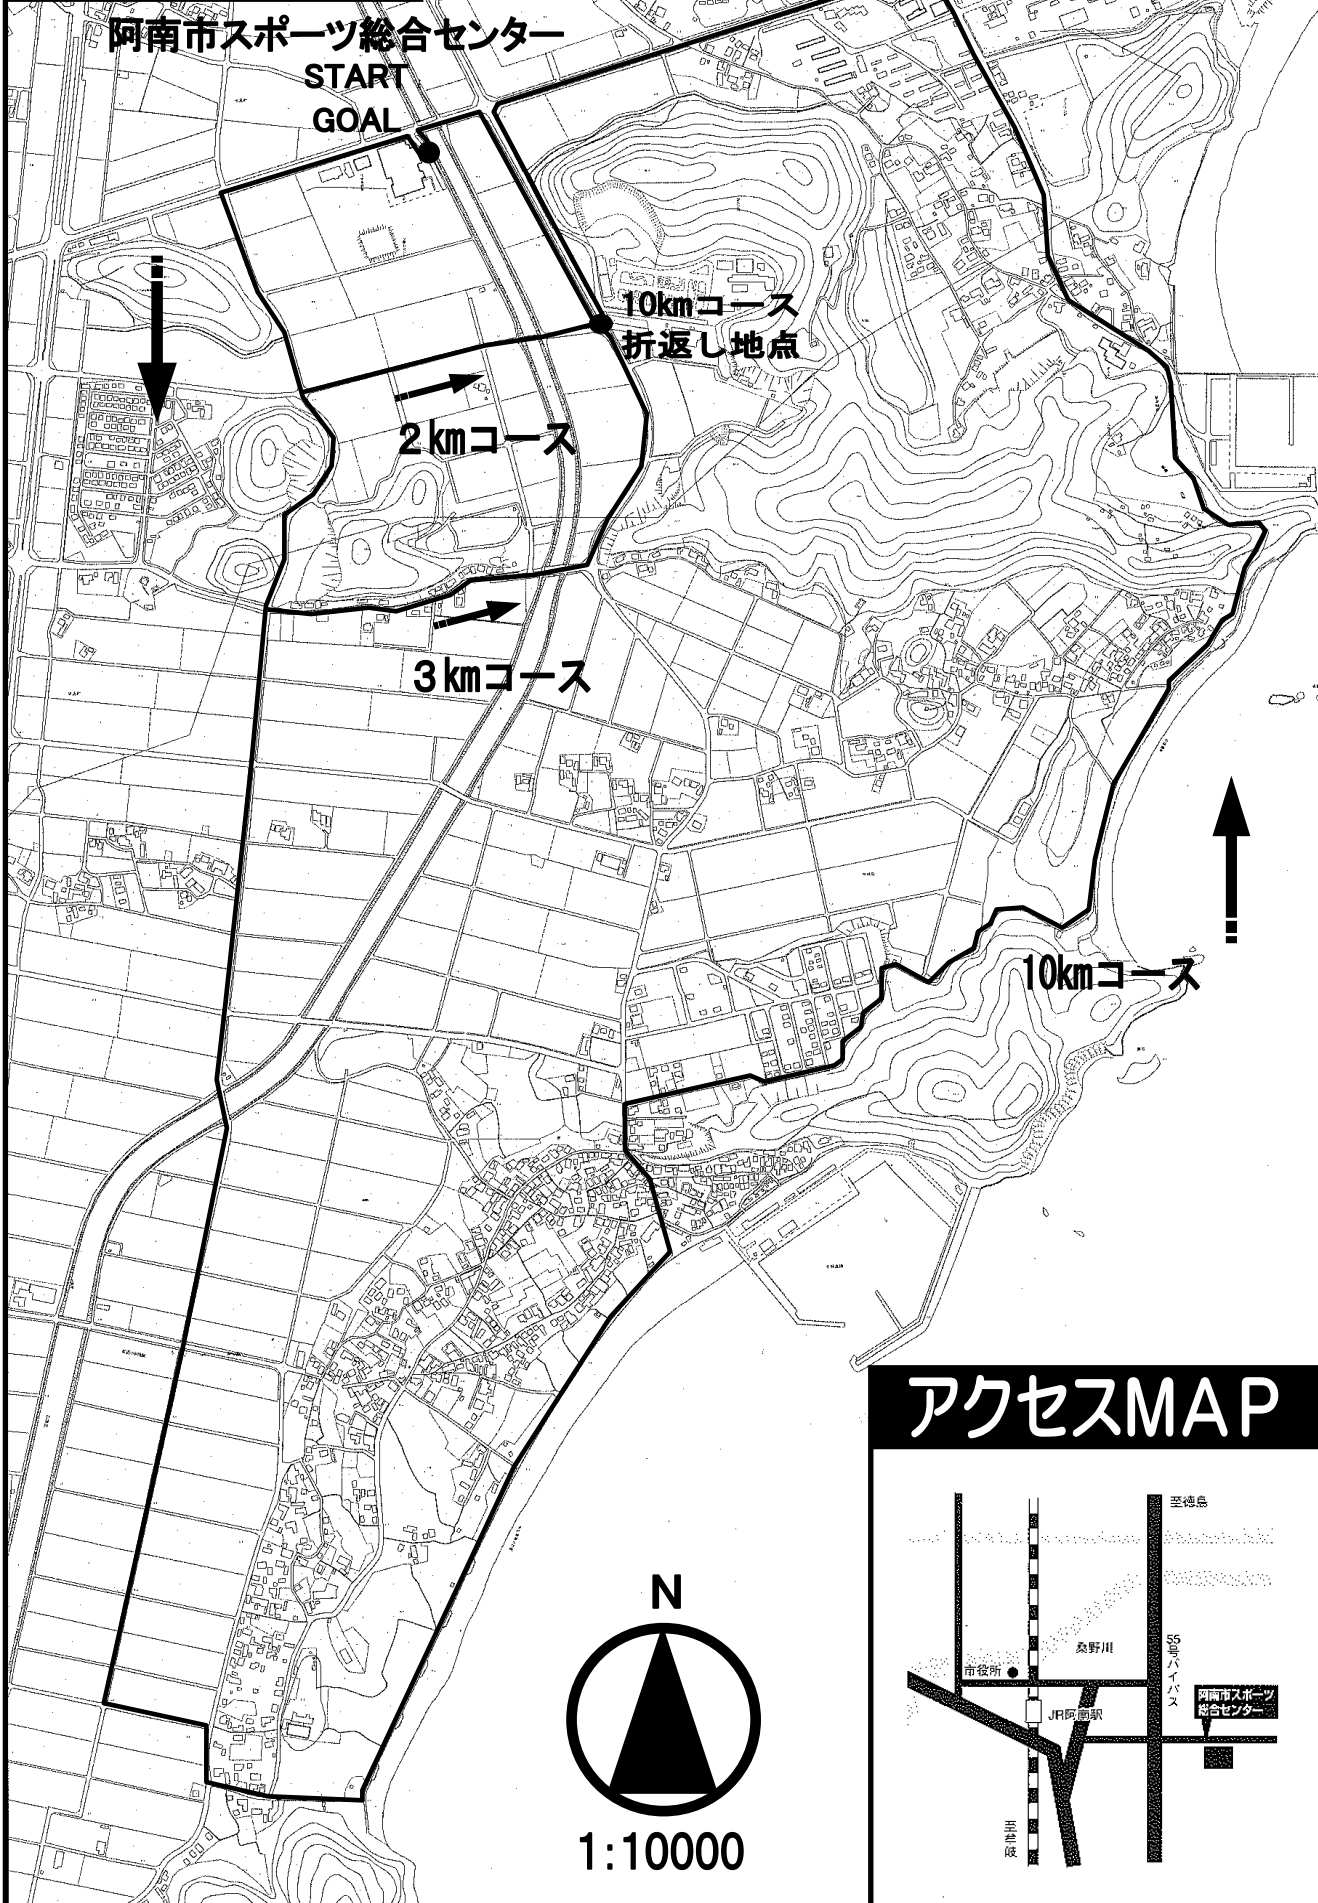 阿南市スポーツ総合センター
START
GOAL
10kmコース
折返し地点
2kmコース
3kmコース
10kmコース
アクセスMAP
至徳島
桑野川
55号バイパス
市役所
阿南市スポーツ
総合センター
JR阿南駅
至牟岐
N
1:10000